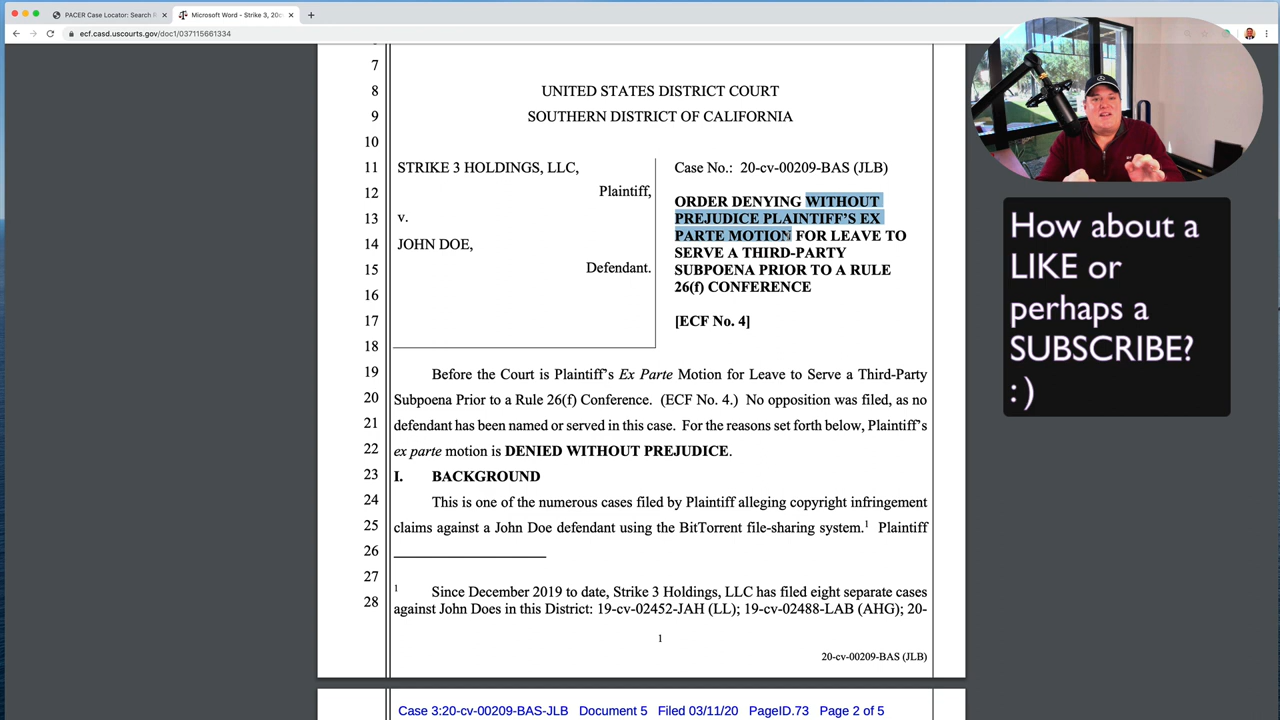 PACER Case Locator: Search R
Microsoft Word - Strike 3, 20c
ecf.casd.uscourts.gov/doc1/037115661334
7
8 UNITED STATES DISTRICT COURT
9 SOUTHERN DISTRICT OF CALIFORNIA
10
11 STRIKE 3 HOLDINGS, LLC,
12 Plaintiff,
13 v.
14 JOHN DOE,
15 Defendant.
16
17
18
Case No.: 20-cv-00209-BAS (JLB)
ORDER DENYING WITHOUT
PREJUDICE PLAINTIFF'S EX
PARTE MOTION FOR LEAVE TO
SERVE A THIRD-PARTY
SUBPOENA PRIOR TO A RULE
26(f) CONFERENCE
[ECF No. 4]
19 Before the Court is Plaintiff's Ex Parte Motion for Leave to Serve a Third-Party
20 Subpoena Prior to a Rule 26(f) Conference. (ECF No. 4.) No opposition was filed, as no
21 defendant has been named or served in this case. For the reasons set forth below, Plaintiff's
22 ex parte motion is DENIED WITHOUT PREJUDICE.
23 I. BACKGROUND
24 This is one of the numerous cases filed by Plaintiff alleging copyright infringement
25 claims against a John Doe defendant using the BitTorrent file-sharing system.1 Plaintiff
26
27 1 Since December 2019 to date, Strike 3 Holdings, LLC has filed eight separate cases
28 against John Does in this District: 19-cv-02452-JAH (LL); 19-cv-02488-LAB (AHG); 20-
1
20-cv-00209-BAS (JLB)
Case 3:20-cv-00209-BAS-JLB Document 5 Filed 03/11/20 PageID.73 Page 2 of 5
How about a
LIKE or
perhaps a
SUBSCRIBE?
:)